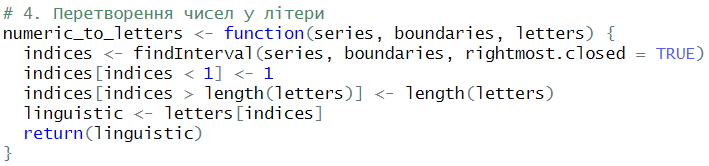 # 4. Перетворення чисел у літери
numeric_to_letters <- function(series, boundaries, letters) {
  indices <- findInterval(series, boundaries, rightmost.closed = TRUE)
  indices[indices < 1] <- 1
  indices[indices > length(letters)] <- length(letters)
  linguistic <- letters[indices]
  return(linguistic)
}